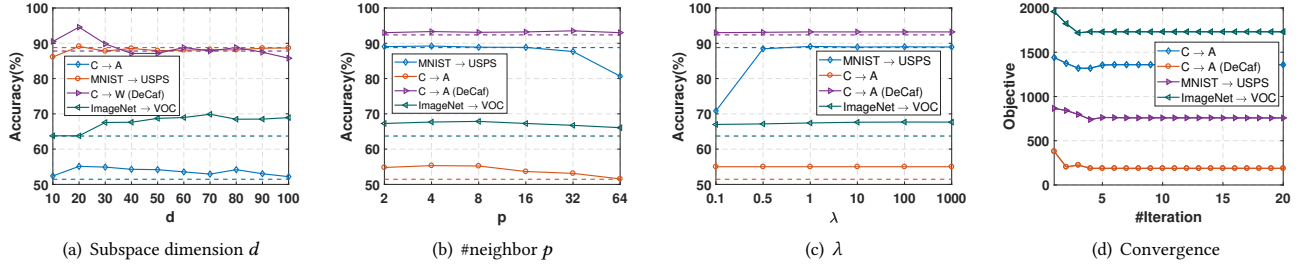 100
90
80
70
60
50
Accuracy(%)
C → A
MNIST → USPS
C → W (DeCaf)
ImageNet → VOC
10 20 30 40 50 60 70 80 90 100
d
(a) Subspace dimension d
100
90
80
70
60
50
Accuracy(%)
MNIST → USPS
C → A
C → A (DeCaf)
ImageNet → VOC
2 4 8 16 32 64
p
(b) #neighbor p
100
90
80
70
60
50
Accuracy(%)
MNIST → USPS
C → A
C → A (DeCaf)
ImageNet → VOC
0.1 0.5 1 10 100 1000
λ
(c) λ
2000
1500
1000
500
0
Objective
C → A
C → A (DeCaf)
MNIST → USPS
ImageNet → VOC
5 10 15 20
#Iteration
(d) Convergence